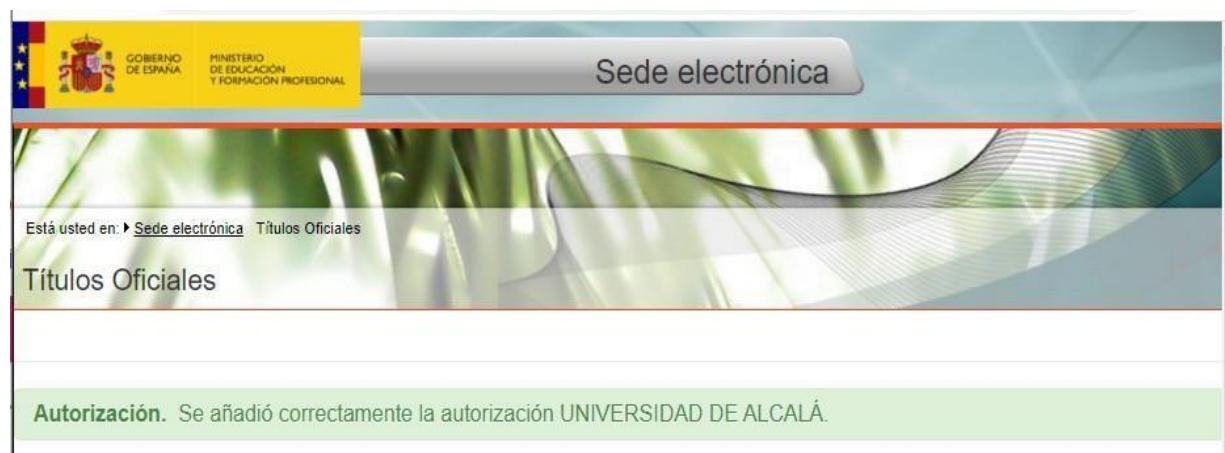 GOBIERNO
DE ESPAÑA
MINISTERIO
DE EDUCACIÓN
Y FORMACIÓN PROFESIONAL
Sede electrónica
Está usted en: Sede electrónica Títulos Oficiales
Títulos Oficiales
Autorización. Se añadió correctamente la autorización UNIVERSIDAD DE ALCALÁ.